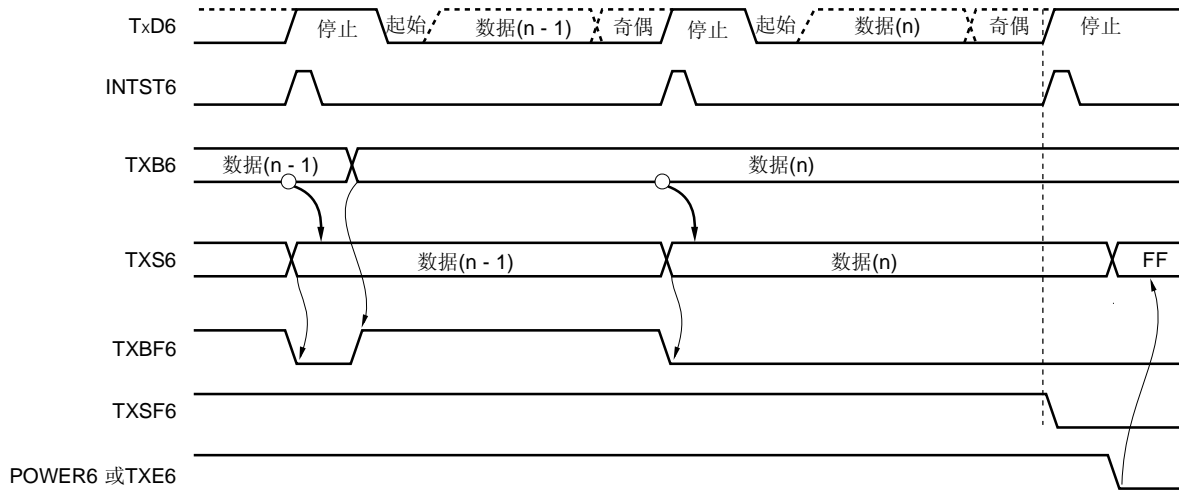 TxD6 停止 起始 数据(n - 1) 奇偶 停止 起始 数据(n) 奇偶 停止
INTST6
TXB6 数据(n - 1) 数据(n)
TXS6 数据(n - 1) 数据(n) FF
TXBF6
TXSF6
POWER6 或TXE6